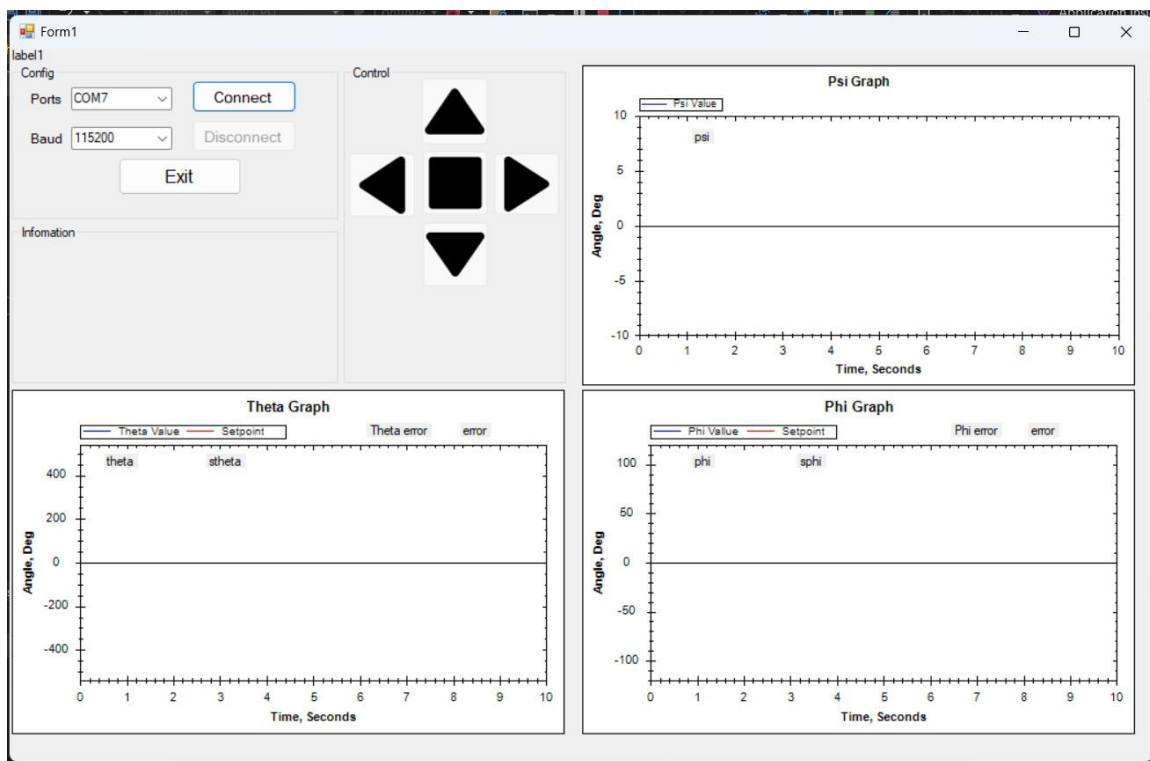 Form1
label1
Config
Ports COM7 Connect
Baud 115200 Disconnect
Exit
Infomation
Control
Psi Graph
Psi Value
psi
10
5
0
-5
-10
Angle, Deg
0 1 2 3 4 5 6 7 8 9 10
Time, Seconds
Theta Graph
Theta Value Setpoint Theta error error
theta stheta
400
200
0
-200
-400
Angle, Deg
0 1 2 3 4 5 6 7 8 9 10
Time, Seconds
Phi Graph
Phi Vallue Setpoint Phi error error
phi sphi
100
50
0
-50
-100
Angle, Deg
0 1 2 3 4 5 6 7 8 9 10
Time, Seconds